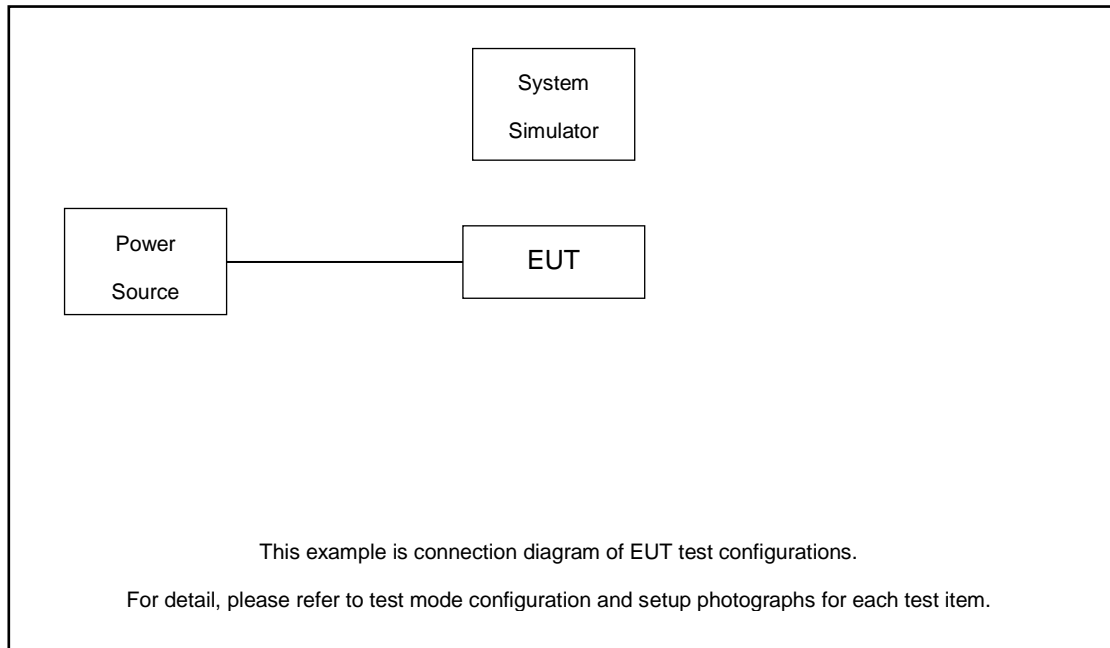 System
Simulator
Power
Source
EUT
This example is connection diagram of EUT test configurations.
For detail, please refer to test mode configuration and setup photographs for each test item.